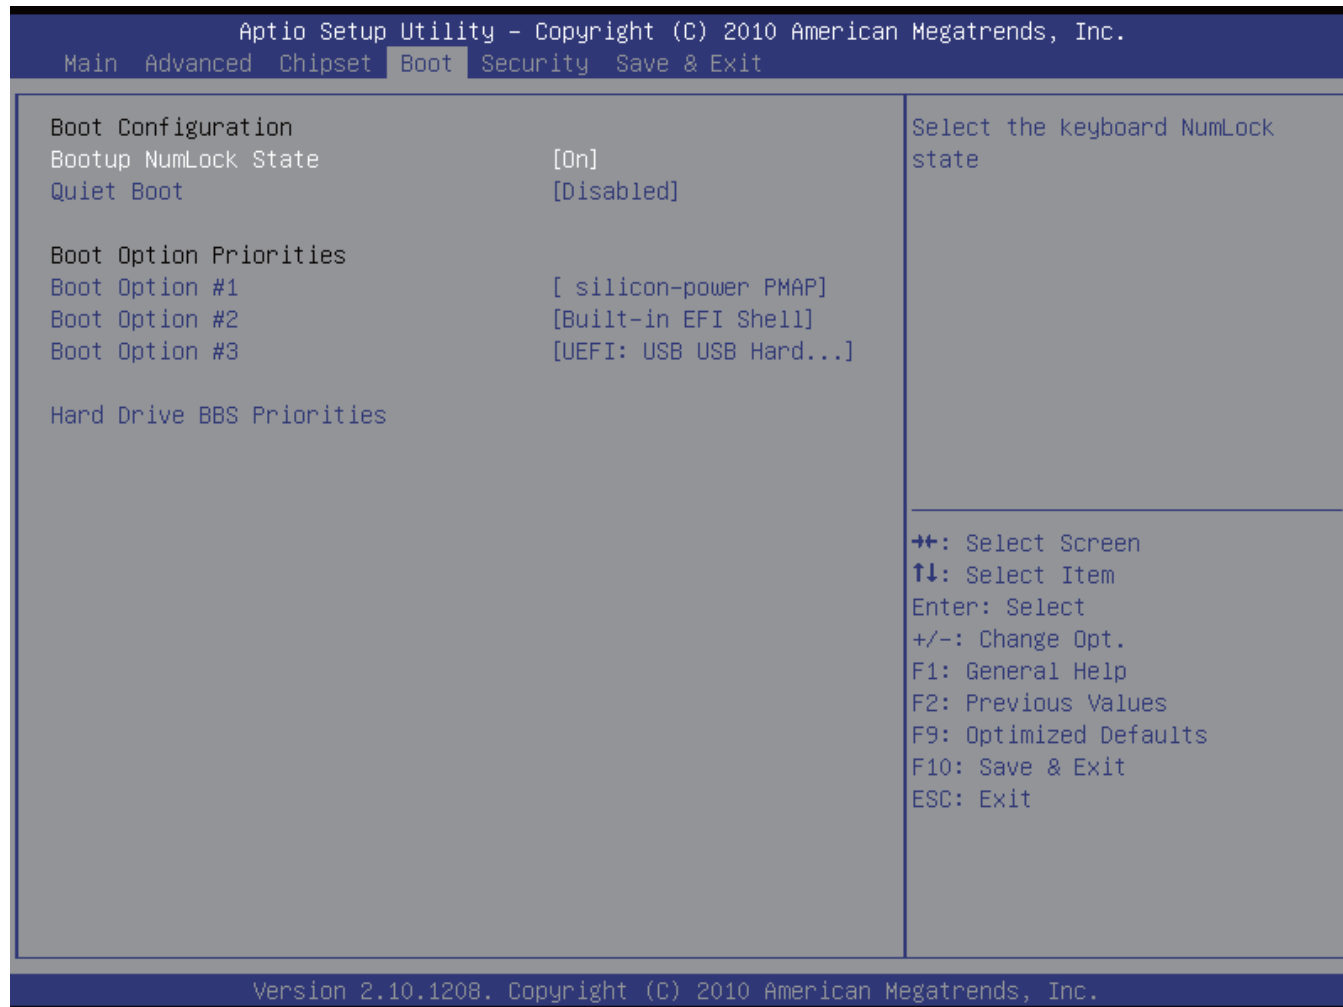 Aptio Setup Utility – Copyright (C) 2010 American Megatrends, Inc.
Main Advanced Chipset Boot Security Save & Exit
Boot Configuration
Bootup NumLock State [On]
Quiet Boot [Disabled]
Boot Option Priorities
Boot Option #1 [ silicon-power PMAP]
Boot Option #2 [Built-in EFI Shell]
Boot Option #3 [UEFI: USB USB Hard...]
Hard Drive BBS Priorities
Select the keyboard NumLock
state
→←: Select Screen
↑↓: Select Item
Enter: Select
+/-: Change Opt.
F1: General Help
F2: Previous Values
F9: Optimized Defaults
F10: Save & Exit
ESC: Exit
Version 2.10.1208. Copyright (C) 2010 American Megatrends, Inc.